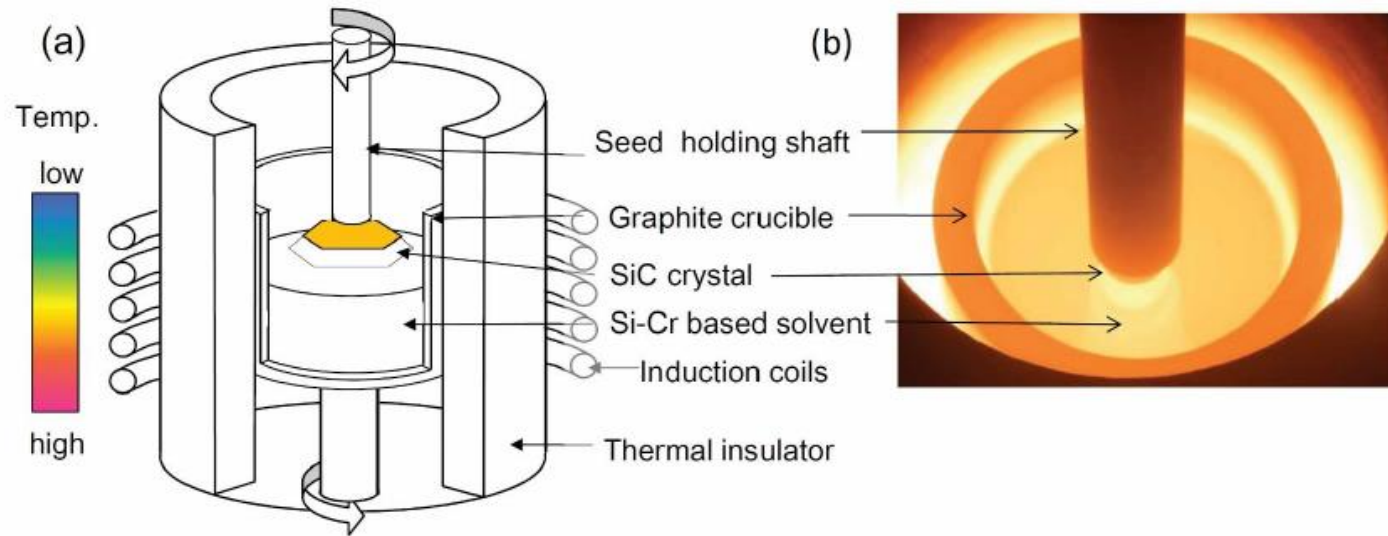 (a)
(b)
Temp.
low
high
Seed holding shaft
Graphite crucible
SiC crystal
Si-Cr based solvent
Induction coils
Thermal insulator